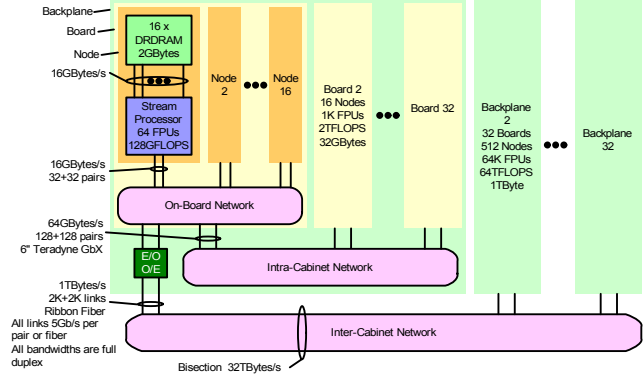 Backplane
Board
Node
16 x
DRDRAM
2GBytes
16GBytes/s
Stream
Processor
64 FPUs
128GFLOPS
16GBytes/s
32+32 pairs
Node
2
Node
16
Board 2
16 Nodes
1K FPUs
2TFLOPS
32GBytes
Board 32
Backplane
2
32 Boards
512 Nodes
64K FPUs
64TFLOPS
1TByte
Backplane
32
On-Board Network
64GBytes/s
128+128 pairs
6" Teradyne GbX
E/O
O/E
Intra-Cabinet Network
1TBytes/s
2K+2K links
Ribbon Fiber
All links 5Gb/s per
pair or fiber
All bandwidths are full
duplex
Inter-Cabinet Network
Bisection 32TBytes/s